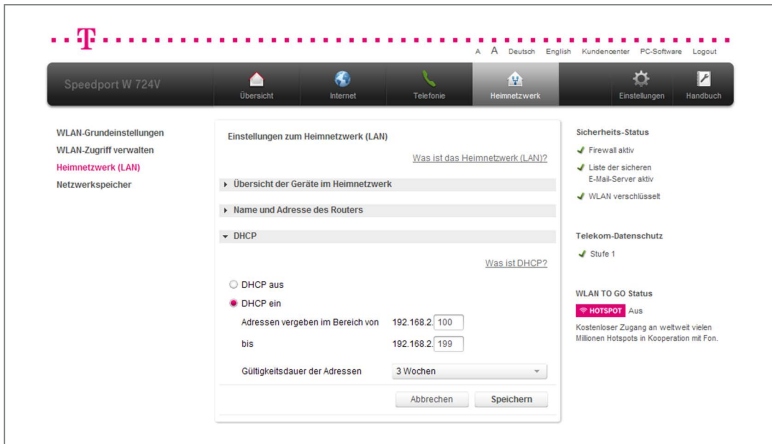 T
A A Deutsch English Kundencenter PC-Software Logout
Speedport W 724V
Übersicht Internet Telefonie Heimnetzwerk Einstellungen Handbuch
WLAN-Grundeinstellungen
WLAN-Zugriff verwalten
Heimnetzwerk (LAN)
Netzwerkspeicher
Einstellungen zum Heimnetzwerk (LAN)
Was ist das Heimnetzwerk (LAN)?
Übersicht der Geräte im Heimnetzwerk
Name und Adresse des Routers
DHCP
Was ist DHCP?
DHCP aus
DHCP ein
Adressen vergeben im Bereich von 192.168.2. 100
bis 192.168.2. 199
Gültigkeitsdauer der Adressen 3 Wochen
Abbrechen Speichern
Sicherheits-Status
Firewall aktiv
Liste der sicheren
E-Mail-Server aktiv
WLAN verschlüsselt
Telekom-Datenschutz
Stufe 1
WLAN TO GO Status
HOTSPOT Aus
Kostenloser Zugang an weltweit vielen
Millionen Hotspots in Kooperation mit Fon.